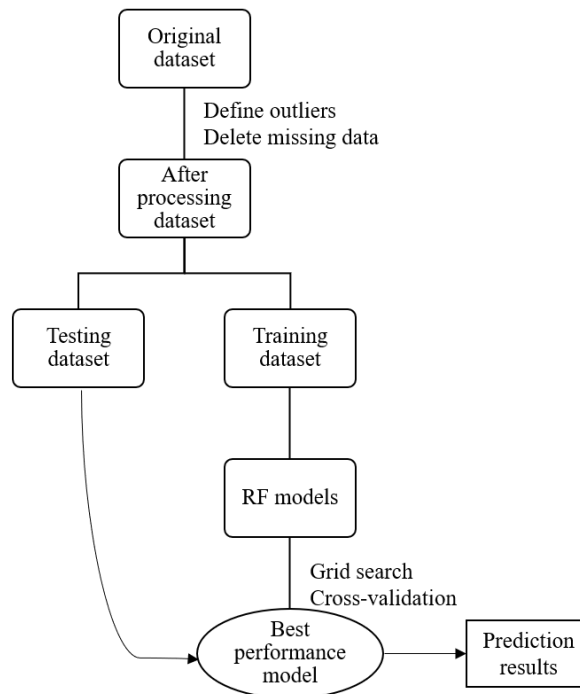 Original
dataset
Define outliers
Delete missing data
After
processing
dataset
Testing
dataset
Training
dataset
RF models
Grid search
Cross-validation
Best
performance
model
Prediction
results